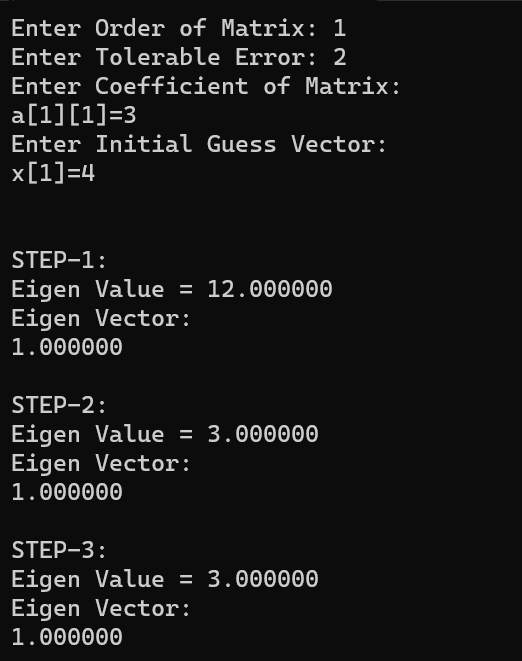 Enter Order of Matrix: 1
Enter Tolerable Error: 2
Enter Coefficient of Matrix:
a[1][1]=3
Enter Initial Guess Vector:
x[1]=4
STEP-1:
Eigen Value = 12.000000
Eigen Vector:
1.000000
STEP-2:
Eigen Value = 3.000000
Eigen Vector:
1.000000
STEP-3:
Eigen Value = 3.000000
Eigen Vector:
1.000000